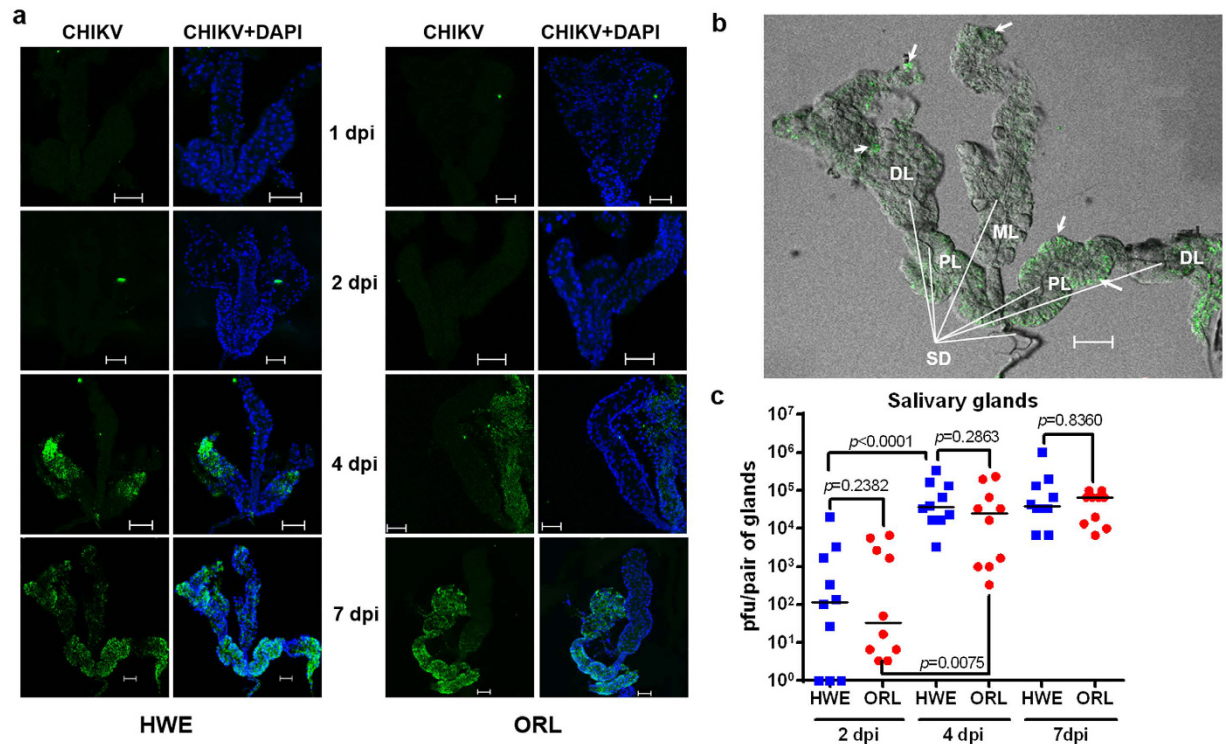 a
CHIKV CHIKV+DAPI CHIKV CHIKV+DAPI
1 dpi
2 dpi
4 dpi
7 dpi
HWE ORL
b
DL
ML
PL
PL
DL
SD
c
Salivary glands
pfu/pair of glands
10⁷
10⁶
10⁵
10⁴
10³
10²
10¹
10⁰
p<0.0001
p=0.2382
p=0.2863
p=0.8360
p=0.0075
HWE ORL HWE ORL HWE ORL
2 dpi 4 dpi 7dpi